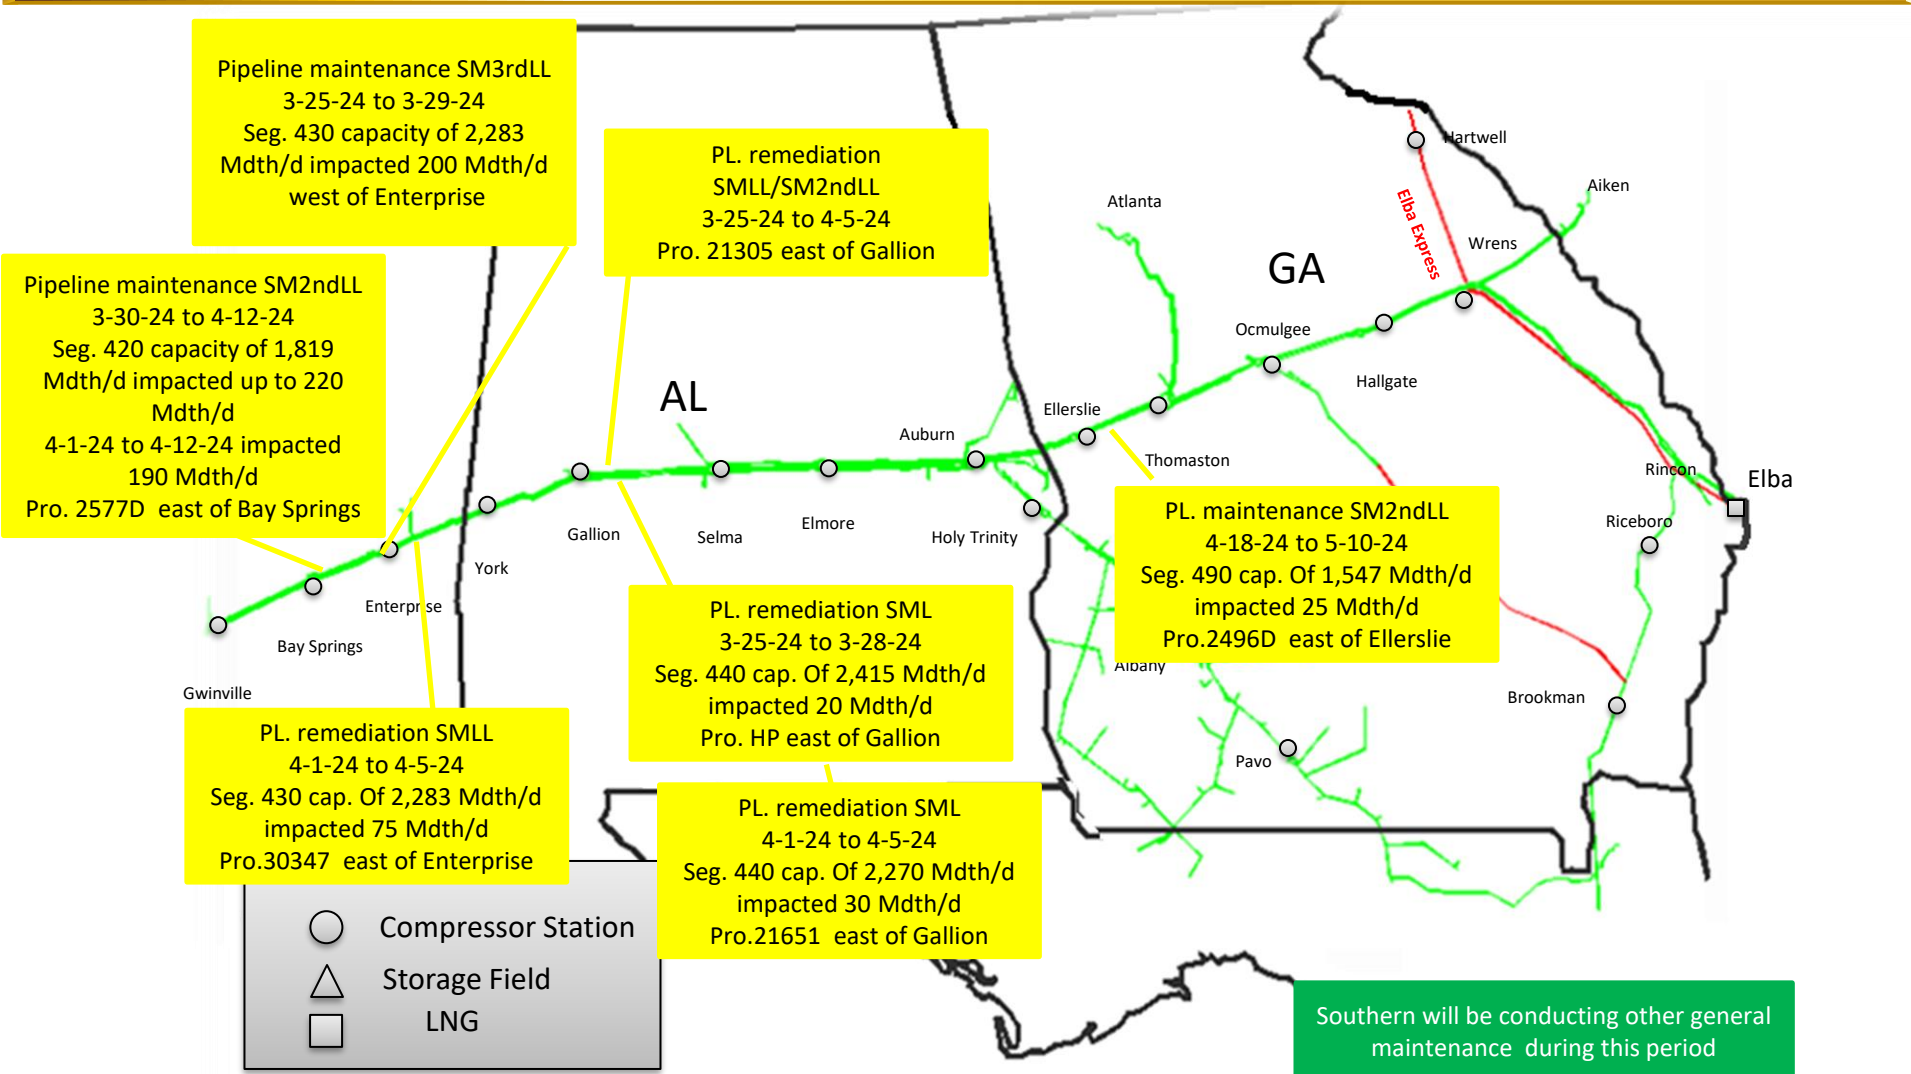 Pipeline maintenance SM3rdLL
3-25-24 to 3-29-24
Seg. 430 capacity of 2,283
Mdth/d impacted 200 Mdth/d
west of Enterprise
PL. remediation
SMLL/SM2ndLL
3-25-24 to 4-5-24
Pro. 21305 east of Gallion
Pipeline maintenance SM2ndLL
3-30-24 to 4-12-24
Seg. 420 capacity of 1,819
Mdth/d impacted up to 220
Mdth/d
4-1-24 to 4-12-24 impacted
190 Mdth/d
Pro. 2577D east of Bay Springs
Hartwell
Aiken
Atlanta
Elba Express
Wrens
GA
Ocmulgee
Hallgate
AL
Ellerslie
Auburn
Thomaston
Rincon
Elba
Riceboro
Gallion
Selma
Elmore
Holy Trinity
York
Enterprise
Bay Springs
Gwinville
PL. maintenance SM2ndLL
4-18-24 to 5-10-24
Seg. 490 cap. Of 1,547 Mdth/d
impacted 25 Mdth/d
Pro.2496D east of Ellerslie
Albany
Brookman
Pavo
PL. remediation SML
3-25-24 to 3-28-24
Seg. 440 cap. Of 2,415 Mdth/d
impacted 20 Mdth/d
Pro. HP east of Gallion
PL. remediation SMLL
4-1-24 to 4-5-24
Seg. 430 cap. Of 2,283 Mdth/d
impacted 75 Mdth/d
Pro.30347 east of Enterprise
PL. remediation SML
4-1-24 to 4-5-24
Seg. 440 cap. Of 2,270 Mdth/d
impacted 30 Mdth/d
Pro.21651 east of Gallion
Compressor Station
Storage Field
LNG
Southern will be conducting other general
maintenance during this period